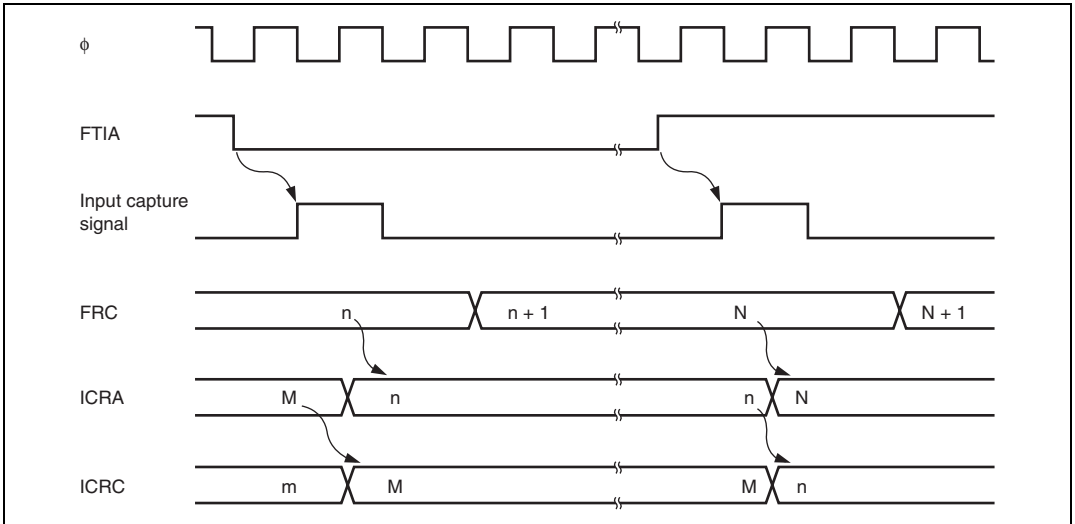 ϕ
FTIA
Input capture
signal
FRC n n + 1 N N + 1
ICRA M n n N
ICRC m M M n